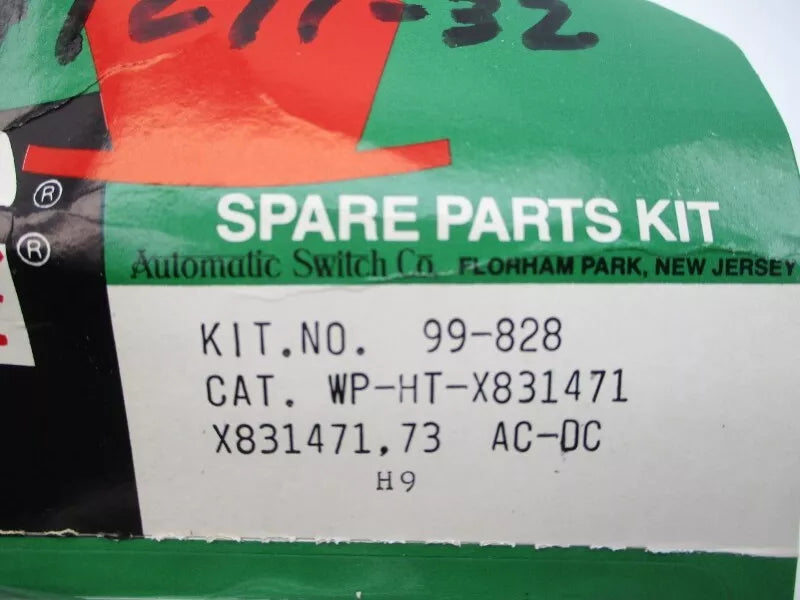 -32
®
SPARE PARTS KIT
®
Automatic Switch Co. FLORHAM PARK, NEW JERSEY
KIT.NO. 99-828
CAT. WP-HT-X831471
X831471,73 AC-DC
H9